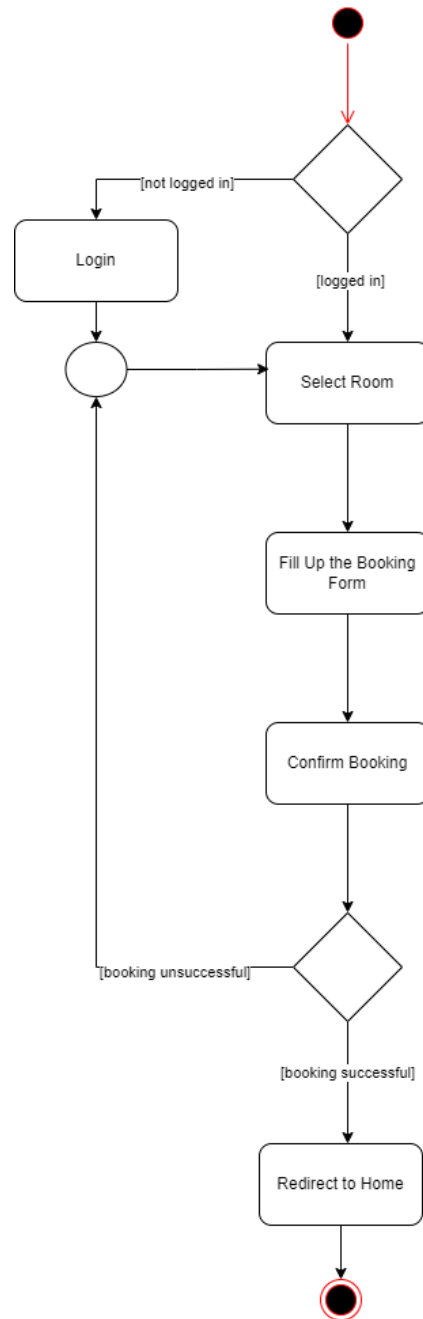 [not logged in]
Login
[logged in]
Select Room
Fill Up the Booking
Form
Confirm Booking
[booking unsuccessful]
[booking successful]
Redirect to Home